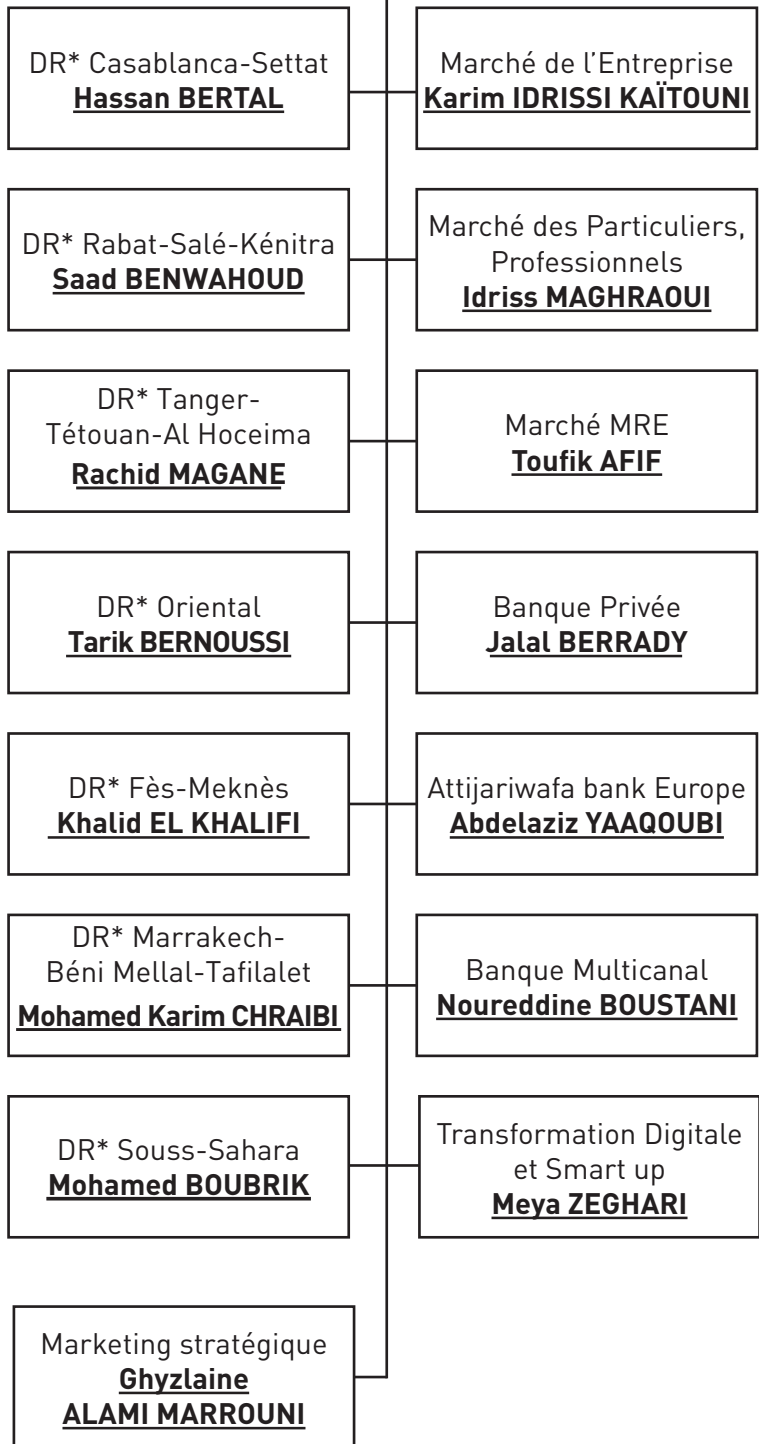 DR* Casablanca-Settat
Hassan BERTAL
Marché de l'Entreprise
Karim IDRISSI KAÏTOUNI
DR* Rabat-Salé-Kénitra
Saad BENWAHOUD
Marché des Particuliers,
Professionnels
Idriss MAGHRAOUI
DR* Tanger-
Tétouan-Al Hoceima
Rachid MAGANE
Marché MRE
Toufik AFIF
DR* Oriental
Tarik BERNOUSSI
Banque Privée
Jalal BERRADY
DR* Fès-Meknès
Khalid EL KHALIFI
Attijariwafa bank Europe
Abdelaziz YAAQOUBI
DR* Marrakech-
Béni Mellal-Tafilalet
Mohamed Karim CHRAIBI
Banque Multicanal
Noureddine BOUSTANI
DR* Souss-Sahara
Mohamed BOUBRIK
Transformation Digitale
et Smart up
Meya ZEGHARI
Marketing stratégique
Ghyzlaine
ALAMI MARROUNI